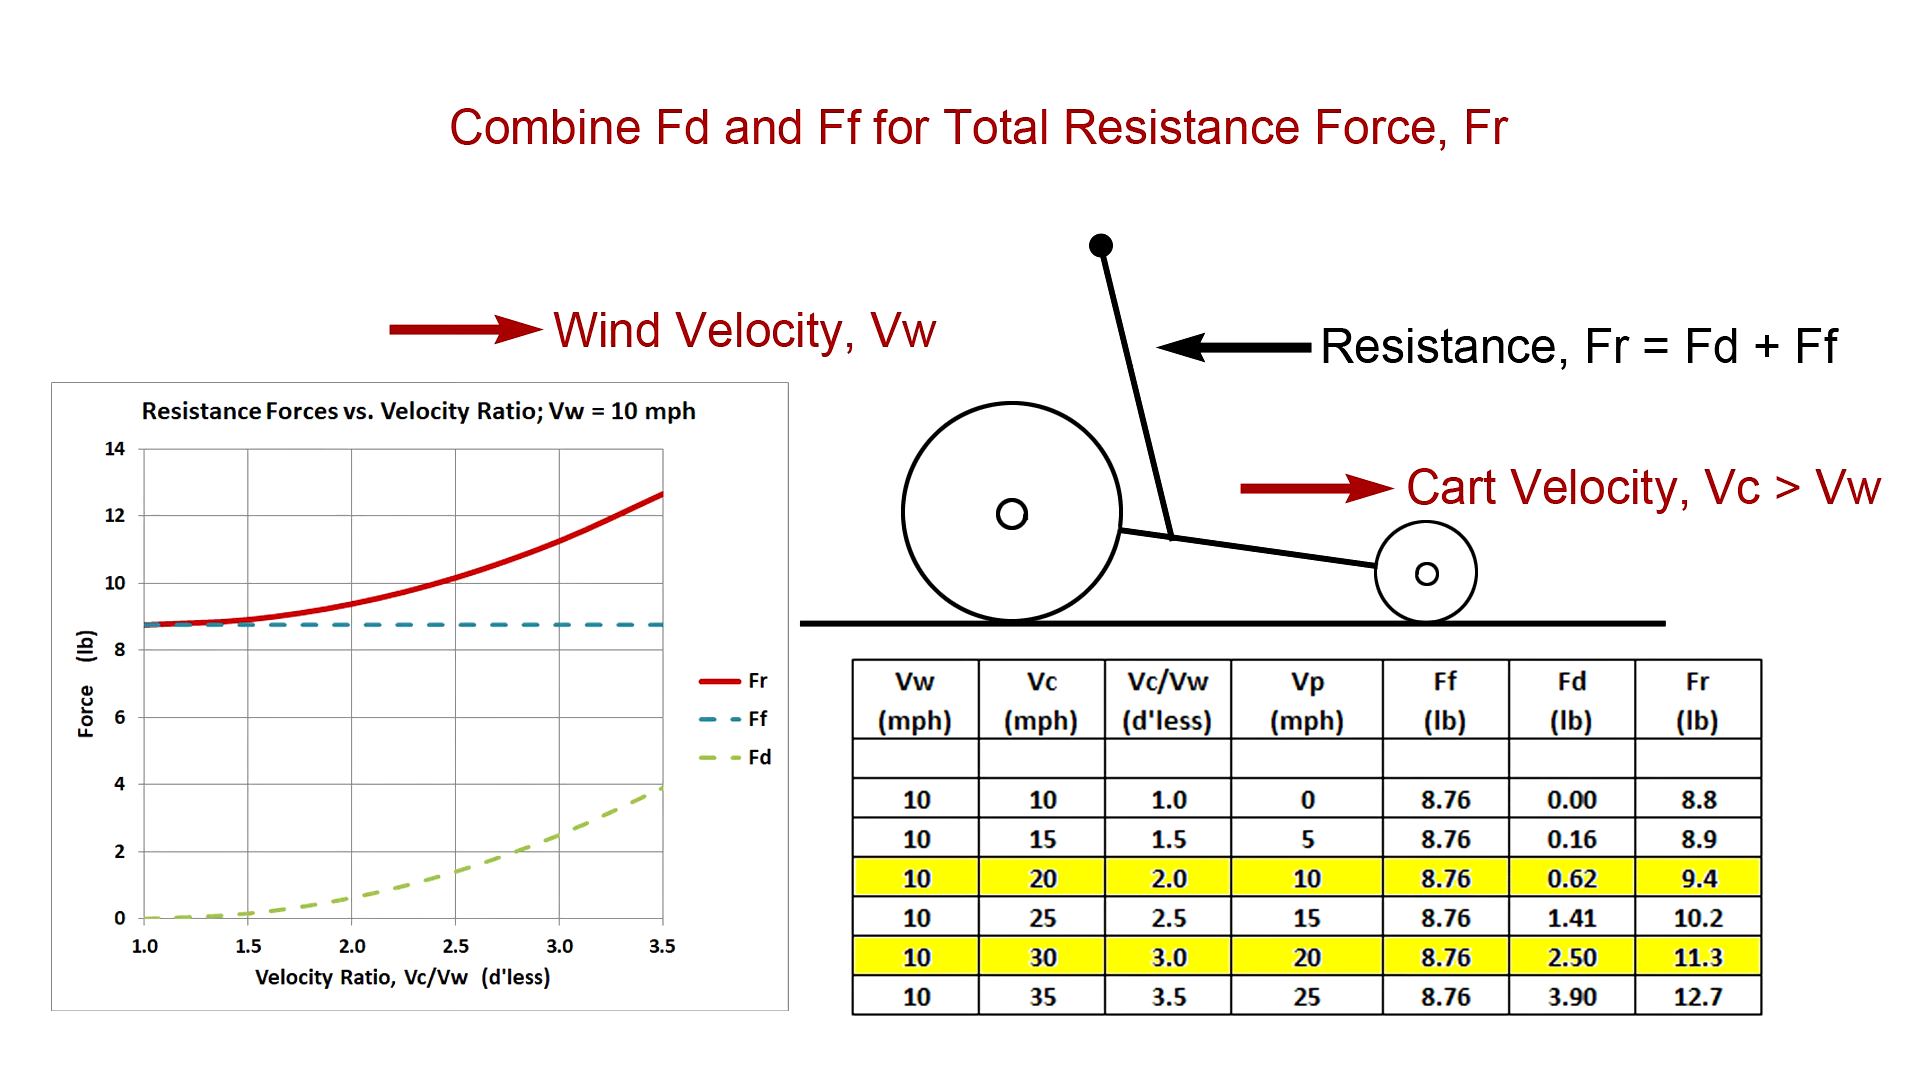 Combine Fd and Ff for Total Resistance Force, Fr
Wind Velocity, Vw
Resistance, Fr = Fd + Ff
Cart Velocity, Vc > Vw
Resistance Forces vs. Velocity Ratio; Vw = 10 mph
14
12
10
8
6
4
2
0
Force (lb)
1.0 1.5 2.0 2.5 3.0 3.5
Velocity Ratio, Vc/Vw (d'less)
Fr
Ff
Fd
Vw Vc Vc/Vw Vp Ff Fd Fr
(mph) (mph) (d'less) (mph) (lb) (lb) (lb)
10 10 1.0 0 8.76 0.00 8.8
10 15 1.5 5 8.76 0.16 8.9
10 20 2.0 10 8.76 0.62 9.4
10 25 2.5 15 8.76 1.41 10.2
10 30 3.0 20 8.76 2.50 11.3
10 35 3.5 25 8.76 3.90 12.7